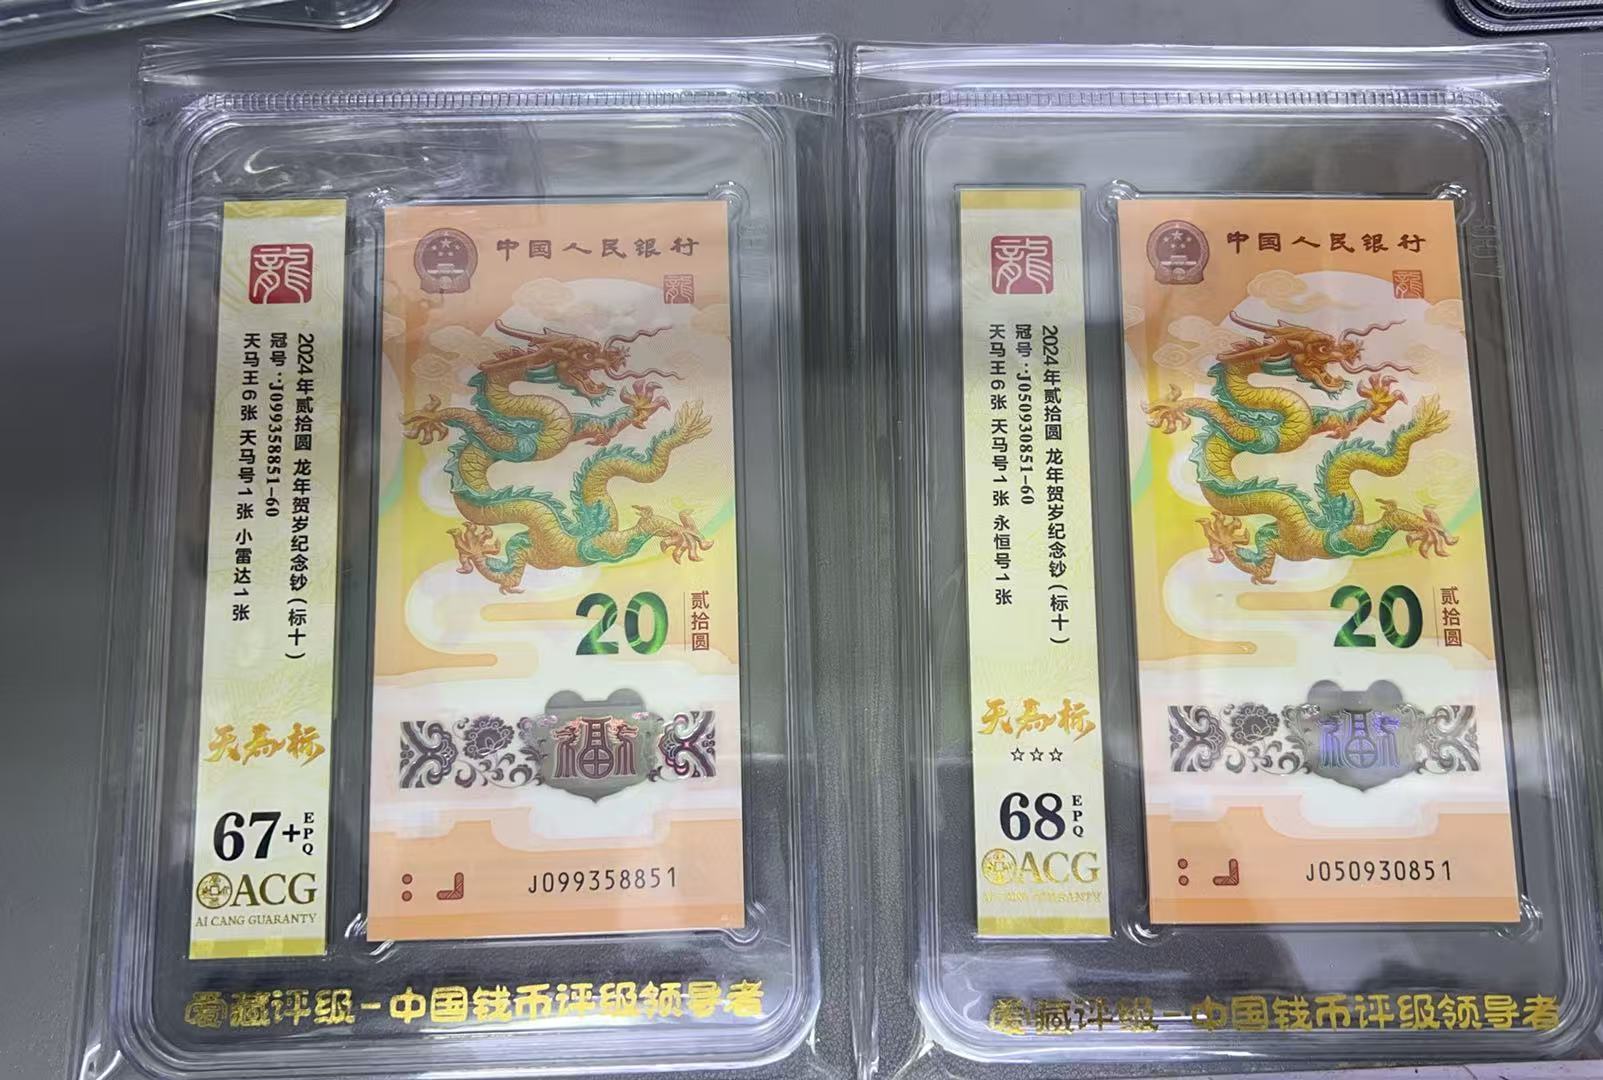 龍
2024年贰拾圆 龙年贺岁纪念钞(标十)
冠号:J099358851-60
天马王6张 天马号1张 小雷达1张
天马标
67+
EPQ
ACG
AI CANG GUARANTY
中国人民银行
龍
20
贰拾圆
福
J099358851
爱藏评级-中国钱币评级领导者
龍
2024年贰拾圆 龙年贺岁纪念钞(标十)
冠号:J050930851-60
天马王6张 天马号1张 永恒号1张
天马标
☆☆☆
68
EPQ
ACG
AI CANG GUARANTY
中国人民银行
龍
20
贰拾圆
福
J050930851
爱藏评级-中国钱币评级领导者